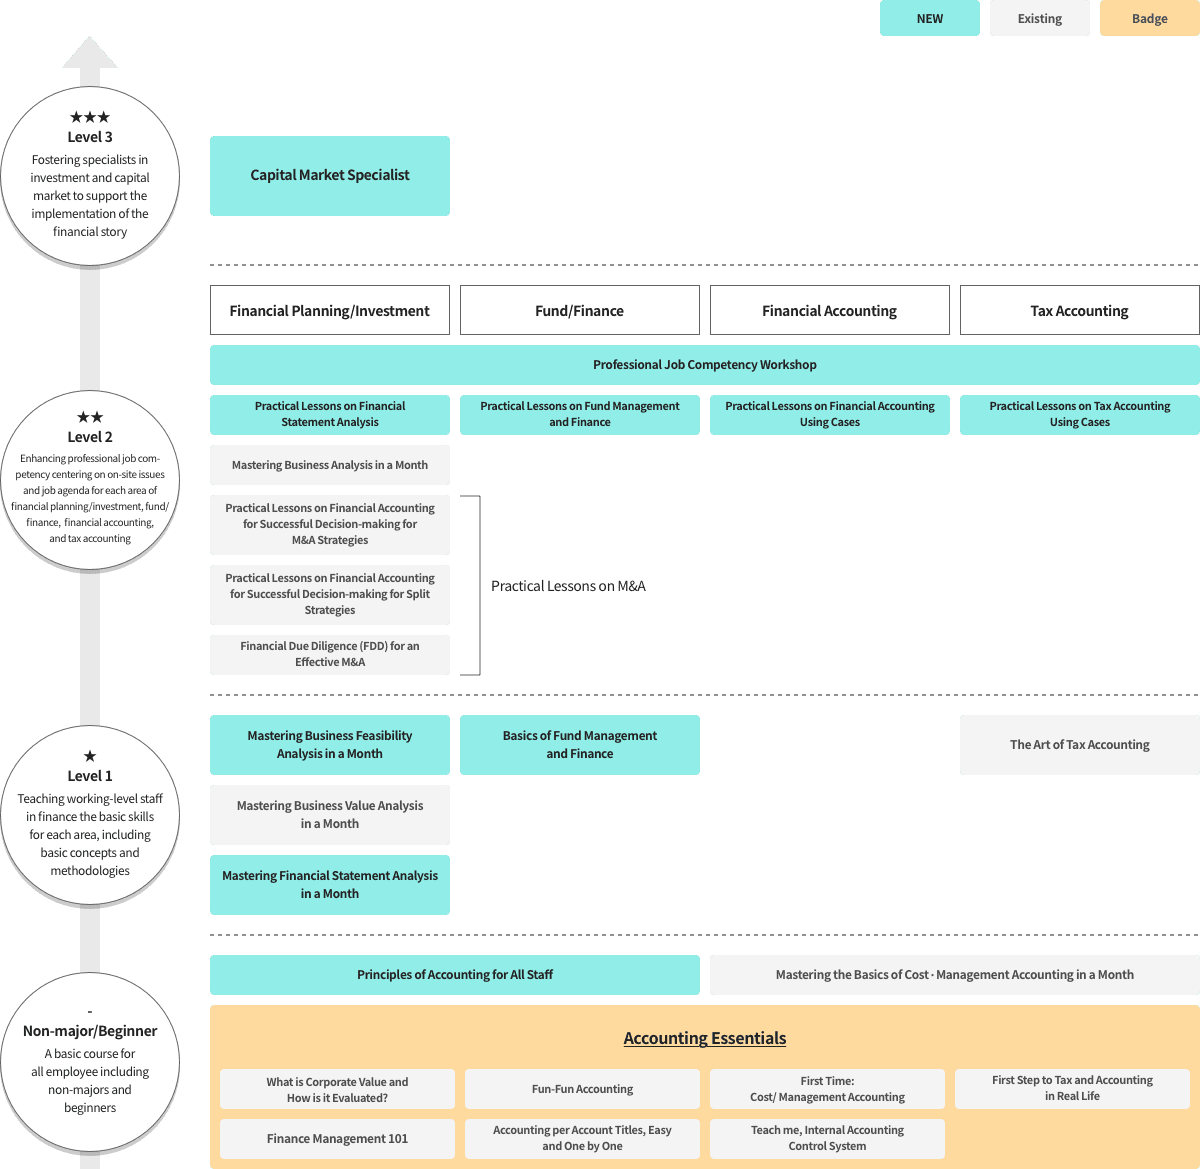 NEW
Existing
Badge
★★★
Level 3
Fostering specialists in
investment and capital
market to support the
implementation of the
financial story
Capital Market Specialist
Financial Planning/Investment
Fund/Finance
Financial Accounting
Tax Accounting
Professional Job Competency Workshop
★★
Level 2
Enhancing professional job com-
petency centering on on-site issues
and job agenda for each area of
financial planning/investment, fund/
finance, financial accounting,
and tax accounting
Practical Lessons on Financial
Statement Analysis
Practical Lessons on Fund Management
and Finance
Practical Lessons on Financial Accounting
Using Cases
Practical Lessons on Tax Accounting
Using Cases
Mastering Business Analysis in a Month
Practical Lessons on Financial Accounting
for Successful Decision-making for
M&A Strategies
Practical Lessons on Financial Accounting
for Successful Decision-making for Split
Strategies
Financial Due Diligence (FDD) for an
Effective M&A
Practical Lessons on M&A
★
Level 1
Teaching working-level staff
in finance the basic skills
for each area, including
basic concepts and
methodologies
Mastering Business Feasibility
Analysis in a Month
Basics of Fund Management
and Finance
The Art of Tax Accounting
Mastering Business Value Analysis
in a Month
Mastering Financial Statement Analysis
in a Month
-
Non-major/Beginner
A basic course for
all employee including
non-majors and
beginners
Principles of Accounting for All Staff
Mastering the Basics of Cost · Management Accounting in a Month
Accounting Essentials
What is Corporate Value and
How is it Evaluated?
Fun-Fun Accounting
First Time:
Cost/ Management Accounting
First Step to Tax and Accounting
in Real Life
Finance Management 101
Accounting per Account Titles, Easy
and One by One
Teach me, Internal Accounting
Control System